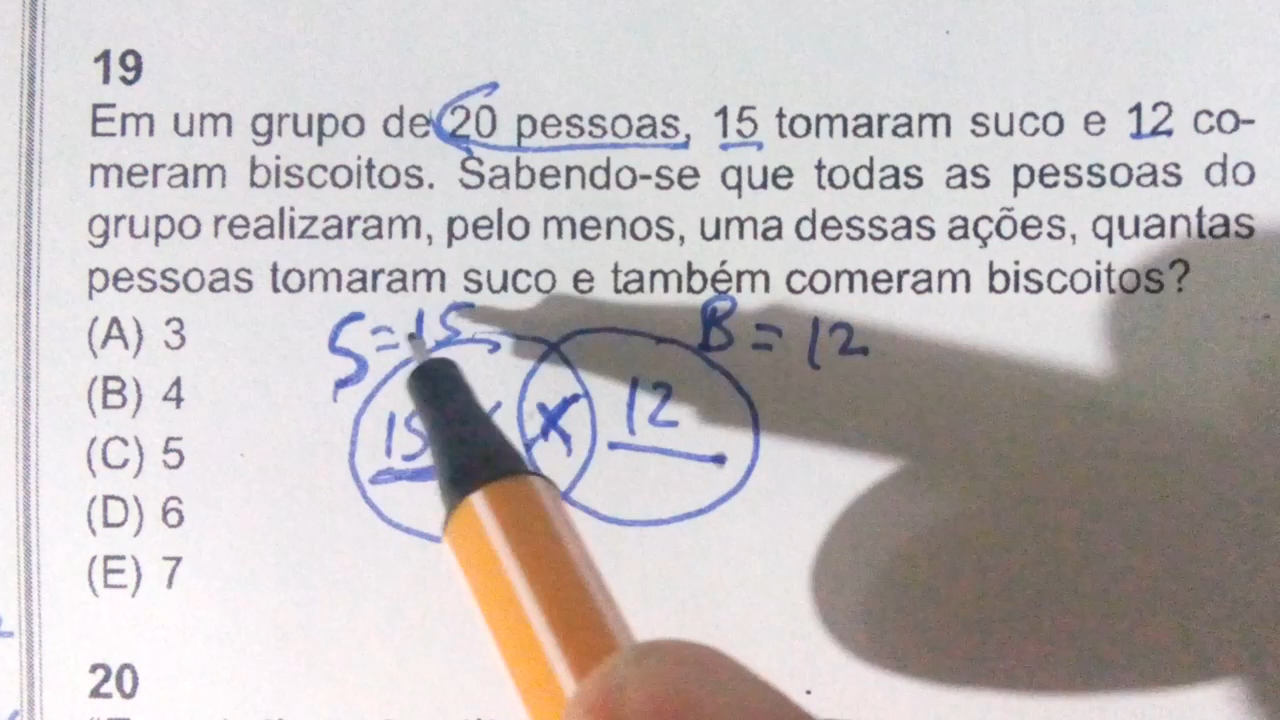 19
Em um grupo de 20 pessoas, 15 tomaram suco e 12 co-
meram biscoitos. Sabendo-se que todas as pessoas do
grupo realizaram, pelo menos, uma dessas ações, quantas
pessoas tomaram suco e também comeram biscoitos?
(A) 3
(B) 4
(C) 5
(D) 6
(E) 7
S=15
B = 12
15
x
12
20